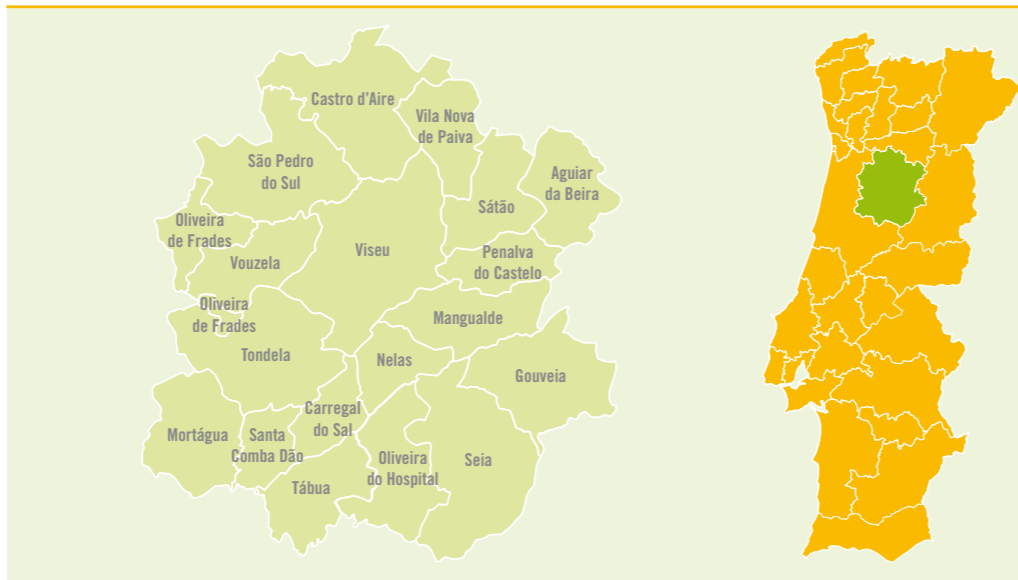 Castro d'Aire
Vila Nova
de Paiva
São Pedro
do Sul
Aguiar
da Beira
Sátão
Oliveira
de Frades
Viseu
Vouzela
Penalva
do Castelo
Oliveira
de Frades
Mangualde
Tondela
Nelas
Gouveia
Carregal
do Sal
Mortágua
Santa
Comba Dão
Oliveira
do Hospital
Seia
Tábua